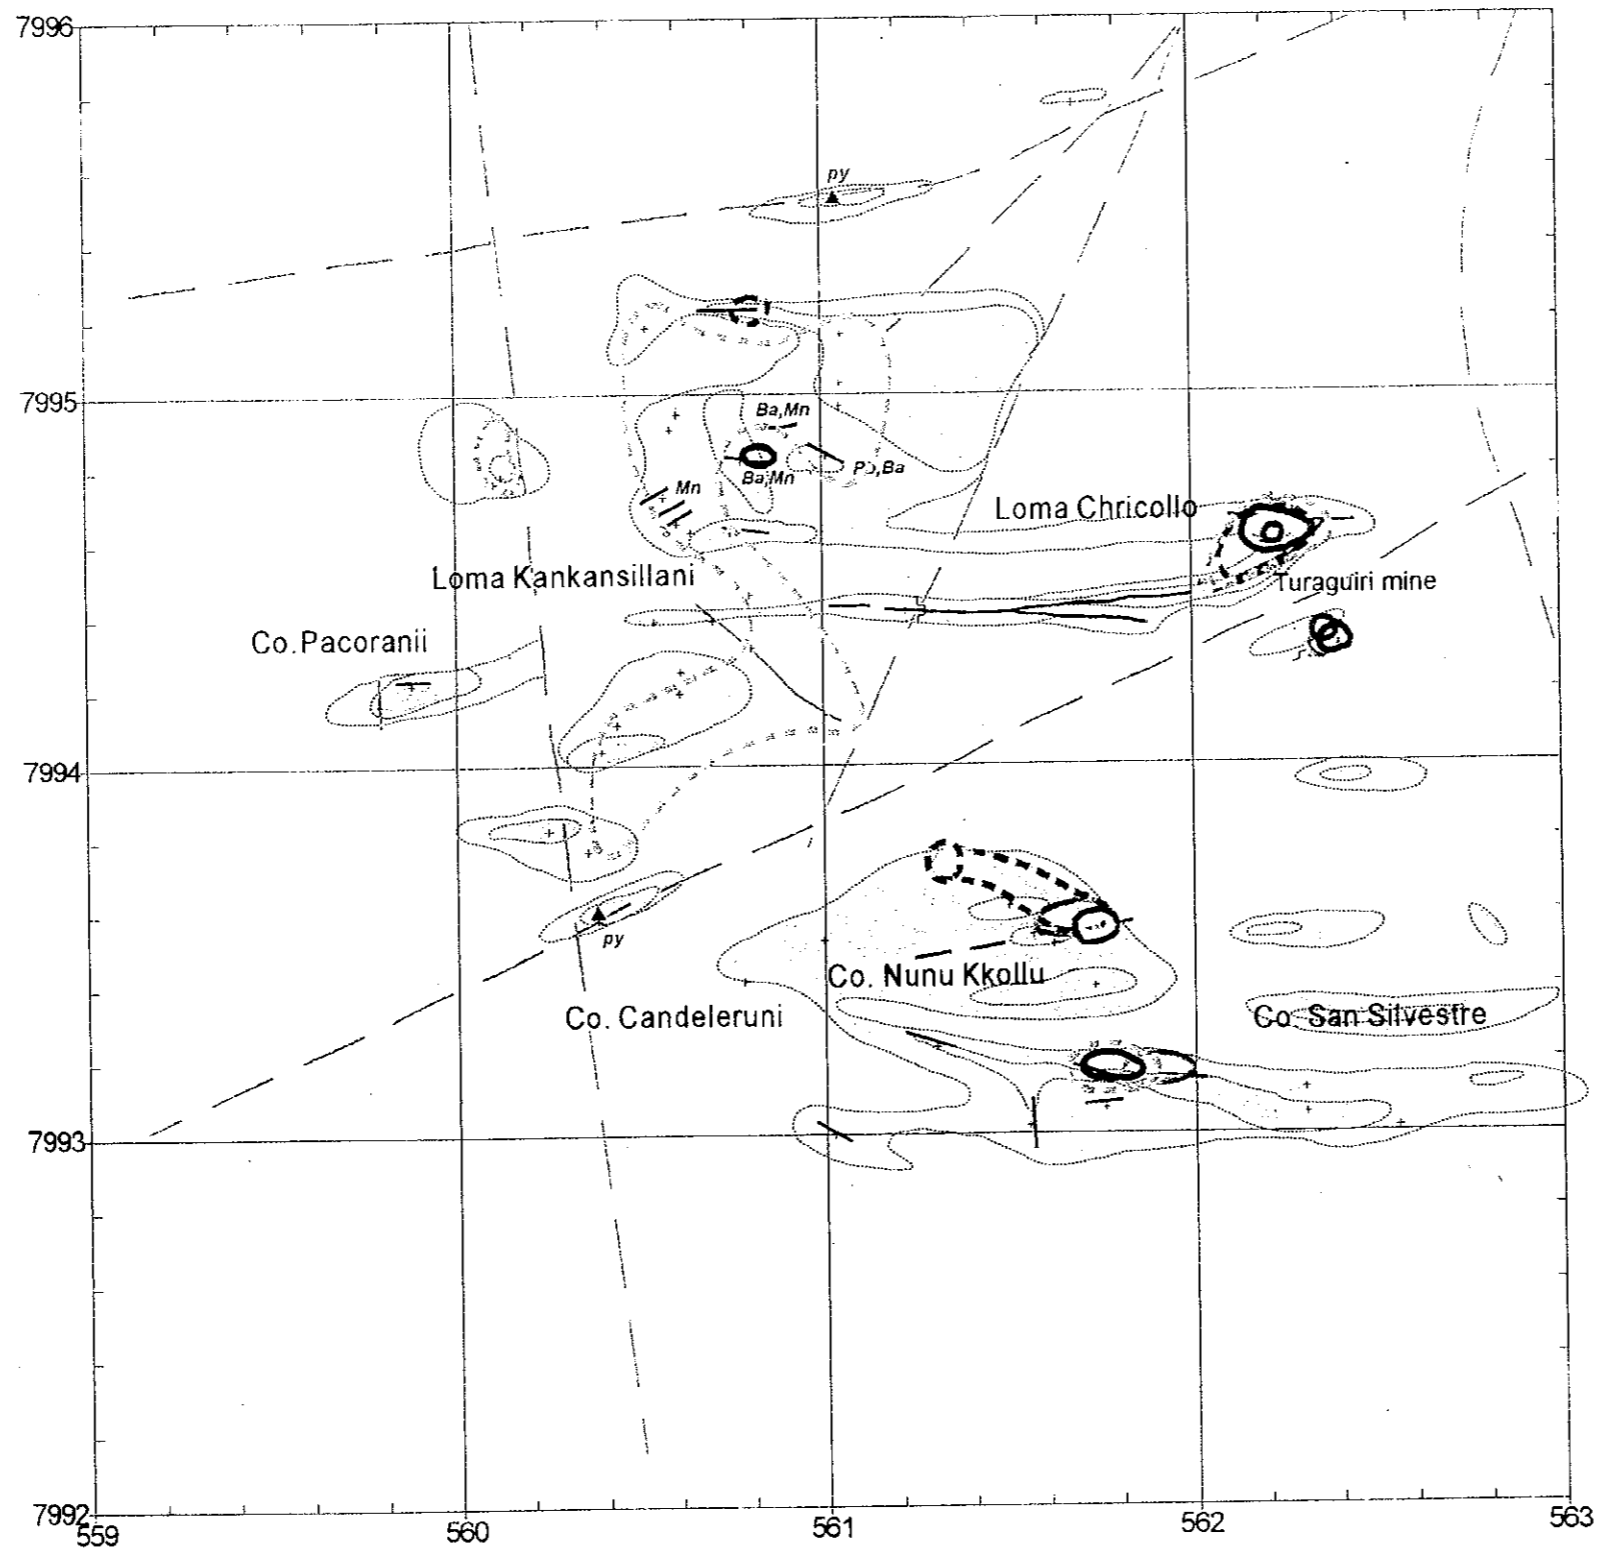 7996
py
7995
Ba,Mn
Ba,Mn
Pb,Ba
Mn
Loma Chricollo
Loma Kankansillani
Turaguiri mine
Co. Pacoranii
7994
py
Co. Nunu Kkollu
Co. Candeleruni
Co. San Silvestre
7993
7992
559
560
561
562
563